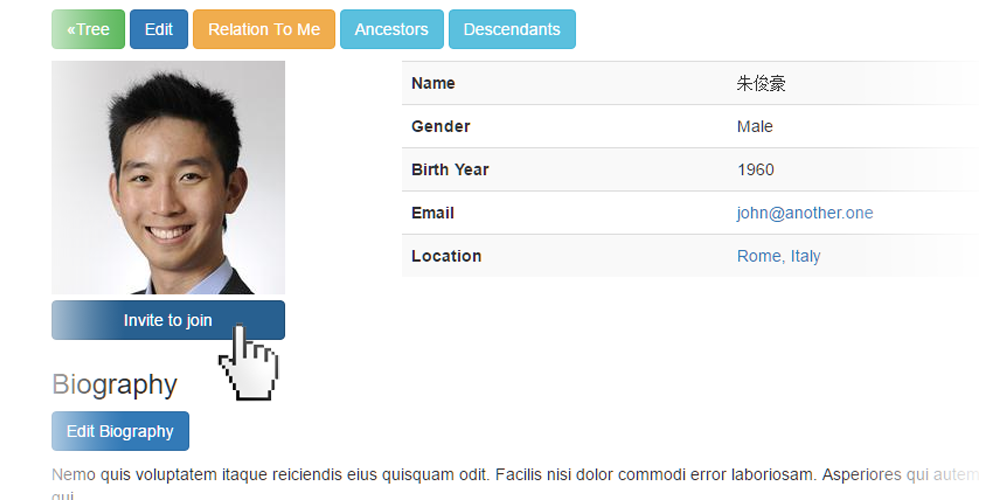 «Tree Edit Relation To Me Ancestors Descendants
Name 朱俊豪
Gender Male
Birth Year 1960
Email john@another.one
Location Rome, Italy
Invite to join
Biography
Edit Biography
Nemo quis voluptatem itaque reiciendis eius quisquam odit. Facilis nisi dolor commodi error laboriosam. Asperiores qui autem
qui